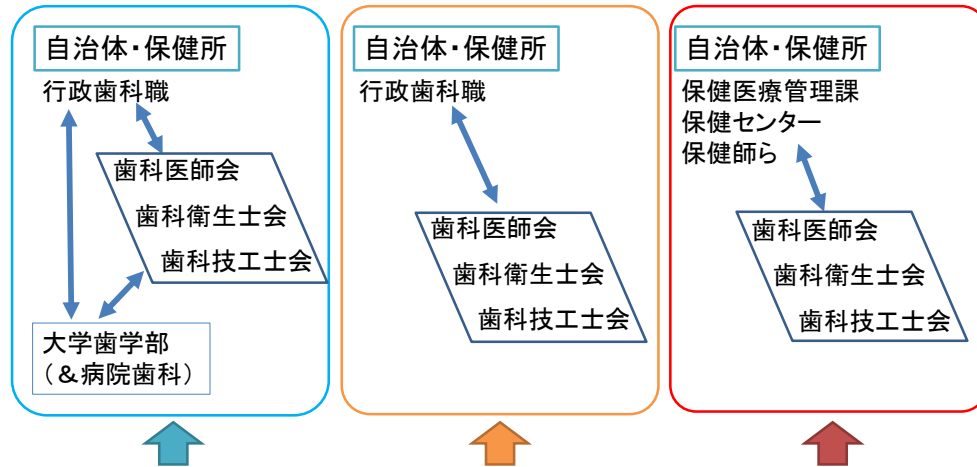 自治体・保健所
行政歯科職
歯科医師会
歯科衛生士会
歯科技工士会
大学歯学部
（＆病院歯科）
自治体・保健所
行政歯科職
歯科医師会
歯科衛生士会
歯科技工士会
自治体・保健所
保健医療管理課
保健センター
保健師ら
歯科医師会
歯科衛生士会
歯科技工士会